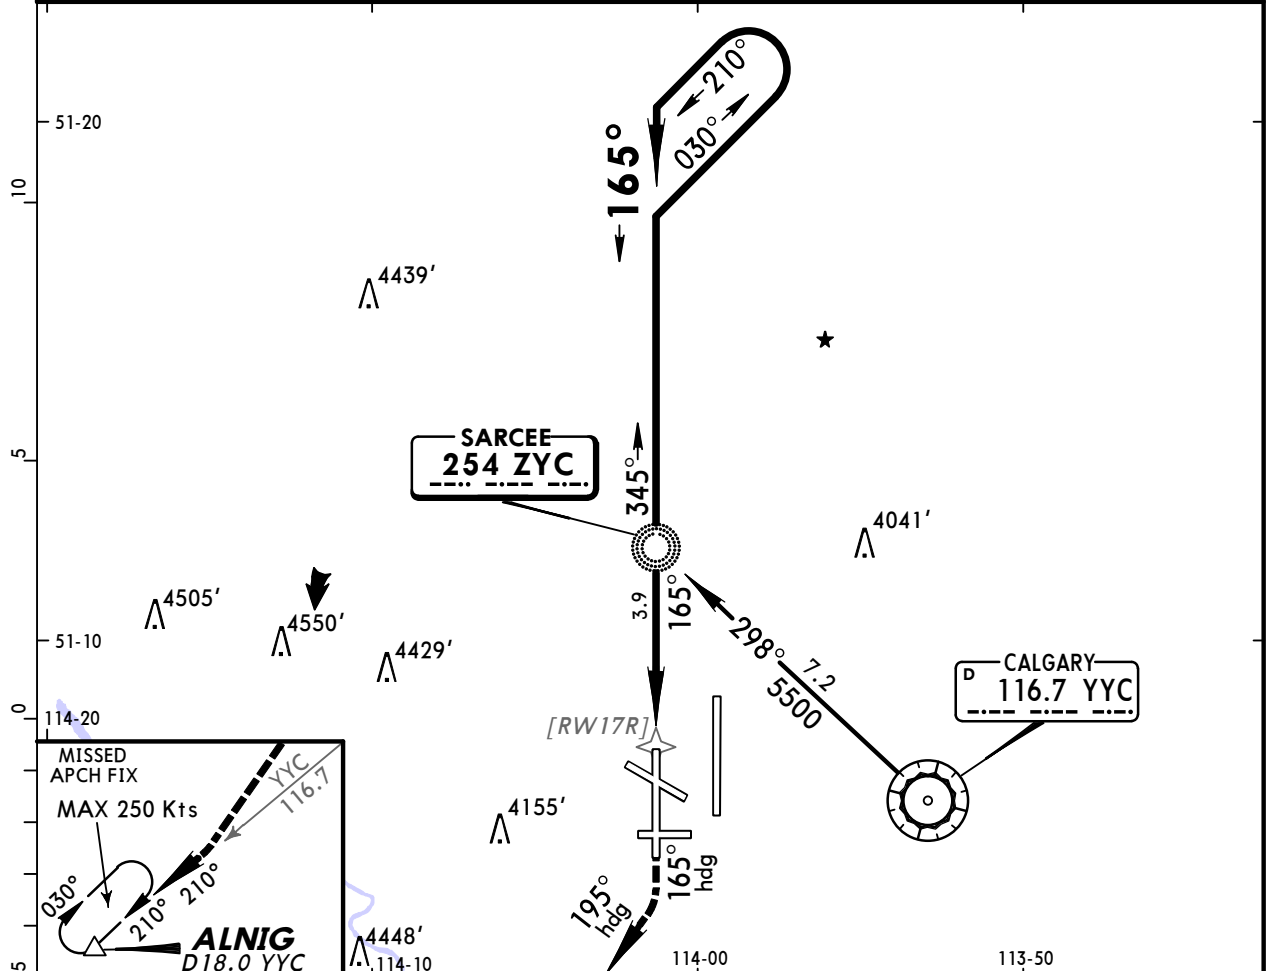 210°
030°
165°
51-20
10
4439'
SARCEE
254 ZYC
345°
5
4041'
3.9
165°
4505'
4550'
4429'
51-10
298°
7.2
5500
CALGARY
D 116.7 YYC
0
114-20
[RW17R]
MISSED
APCH FIX
MAX 250 Kts
YYC
116.7
4155'
165°
hdg
195°
hdg
030°
210°
210°
ALNIG
D18.0 YYC
4448'
114-10
114-00
113-50
5